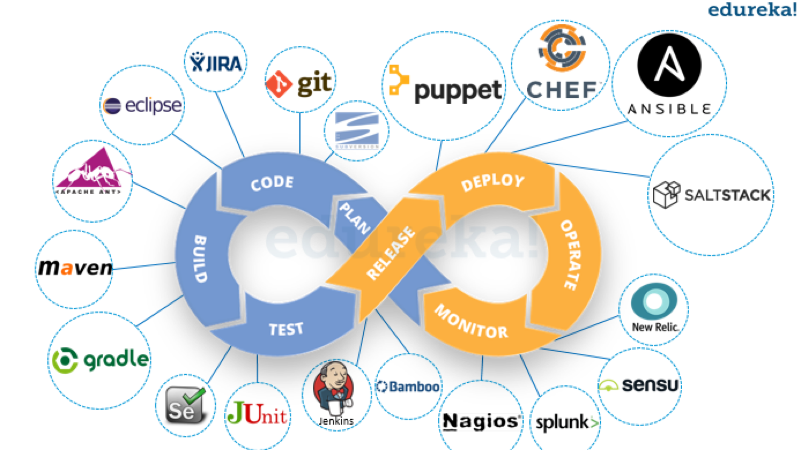 edureka!
JIRA
git
puppet
CHEF
ANSIBLE
eclipse
SUBVERSION
APACHE ANT
SALTSTACK
CODE
PLAN
DEPLOY
BUILD
edureka!
RELEASE
OPERATE
maven
TEST
MONITOR
New Relic.
gradle
Se
JUnit
Jenkins
Bamboo
Nagios®
splunk>
sensu